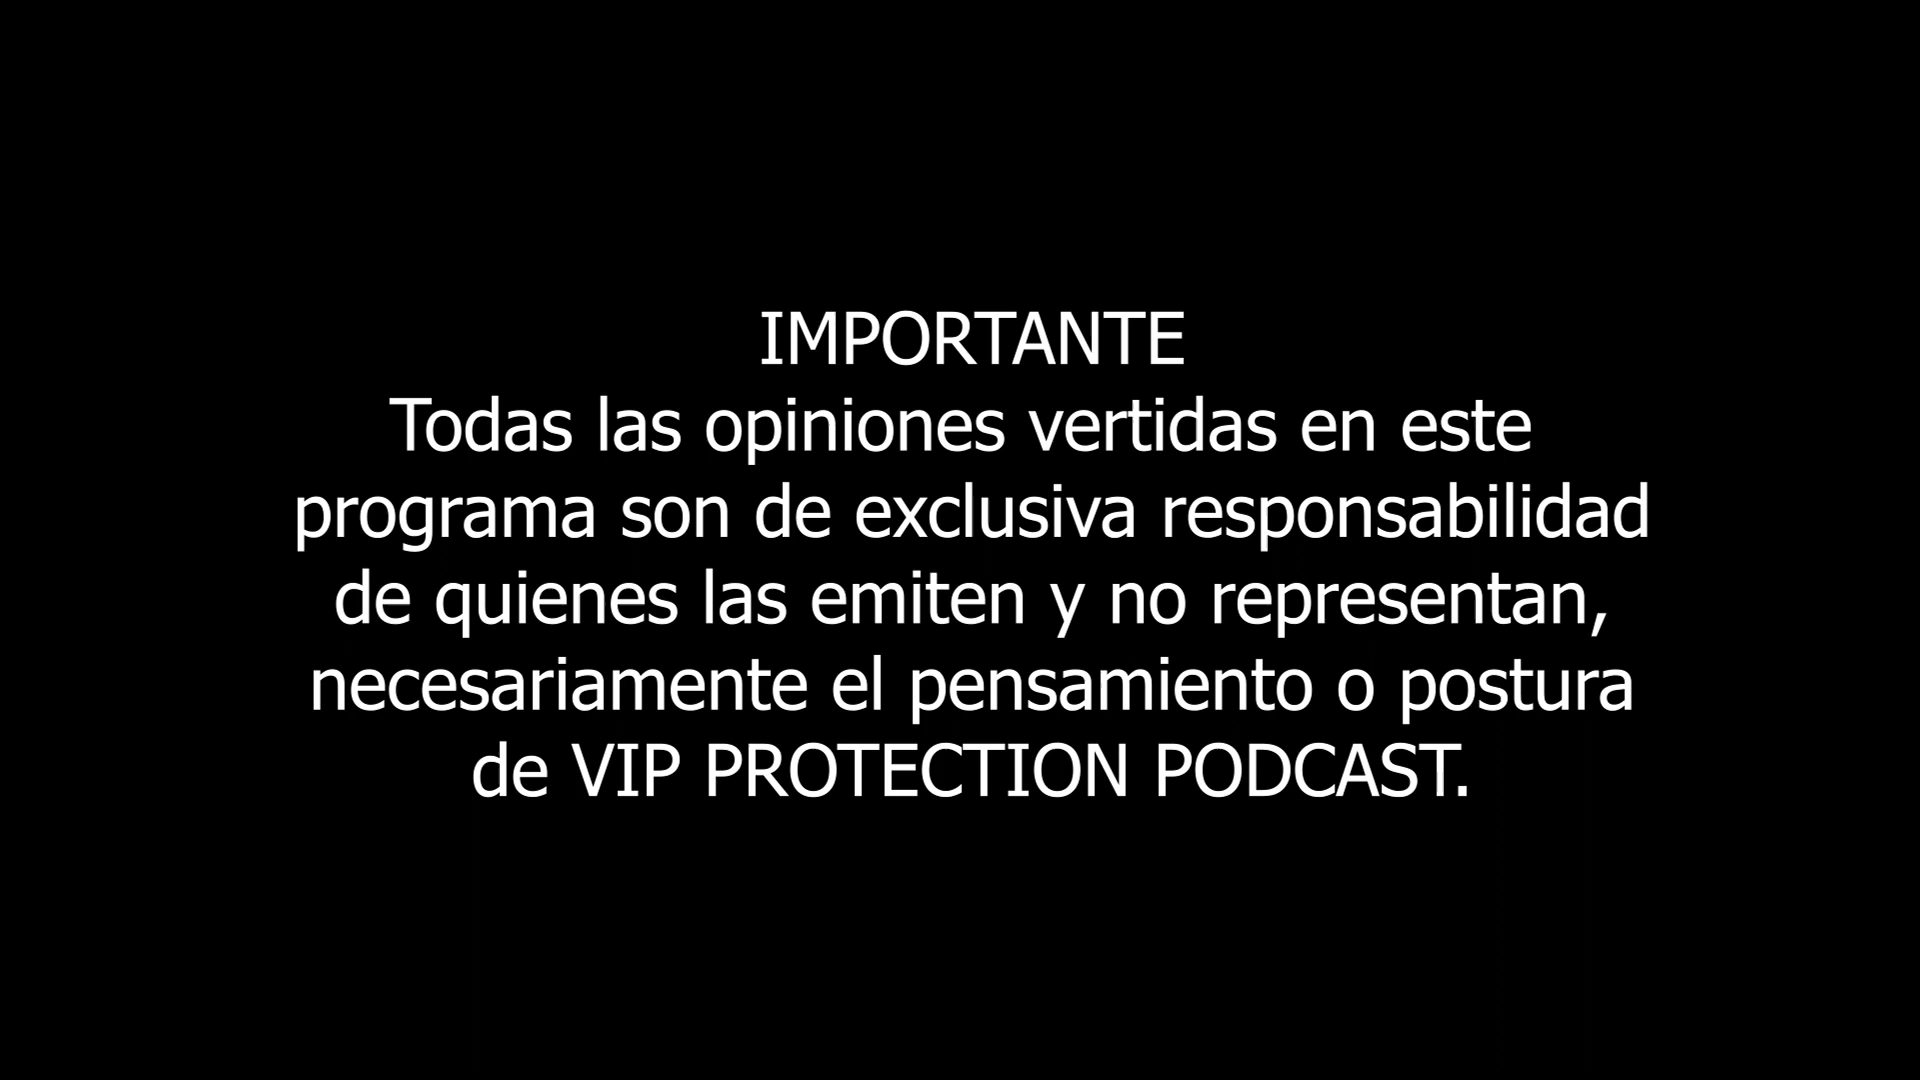 IMPORTANTE
Todas las opiniones vertidas en este
programa son de exclusiva responsabilidad
de quienes las emiten y no representan,
necesariamente el pensamiento o postura
de VIP PROTECTION PODCAST.